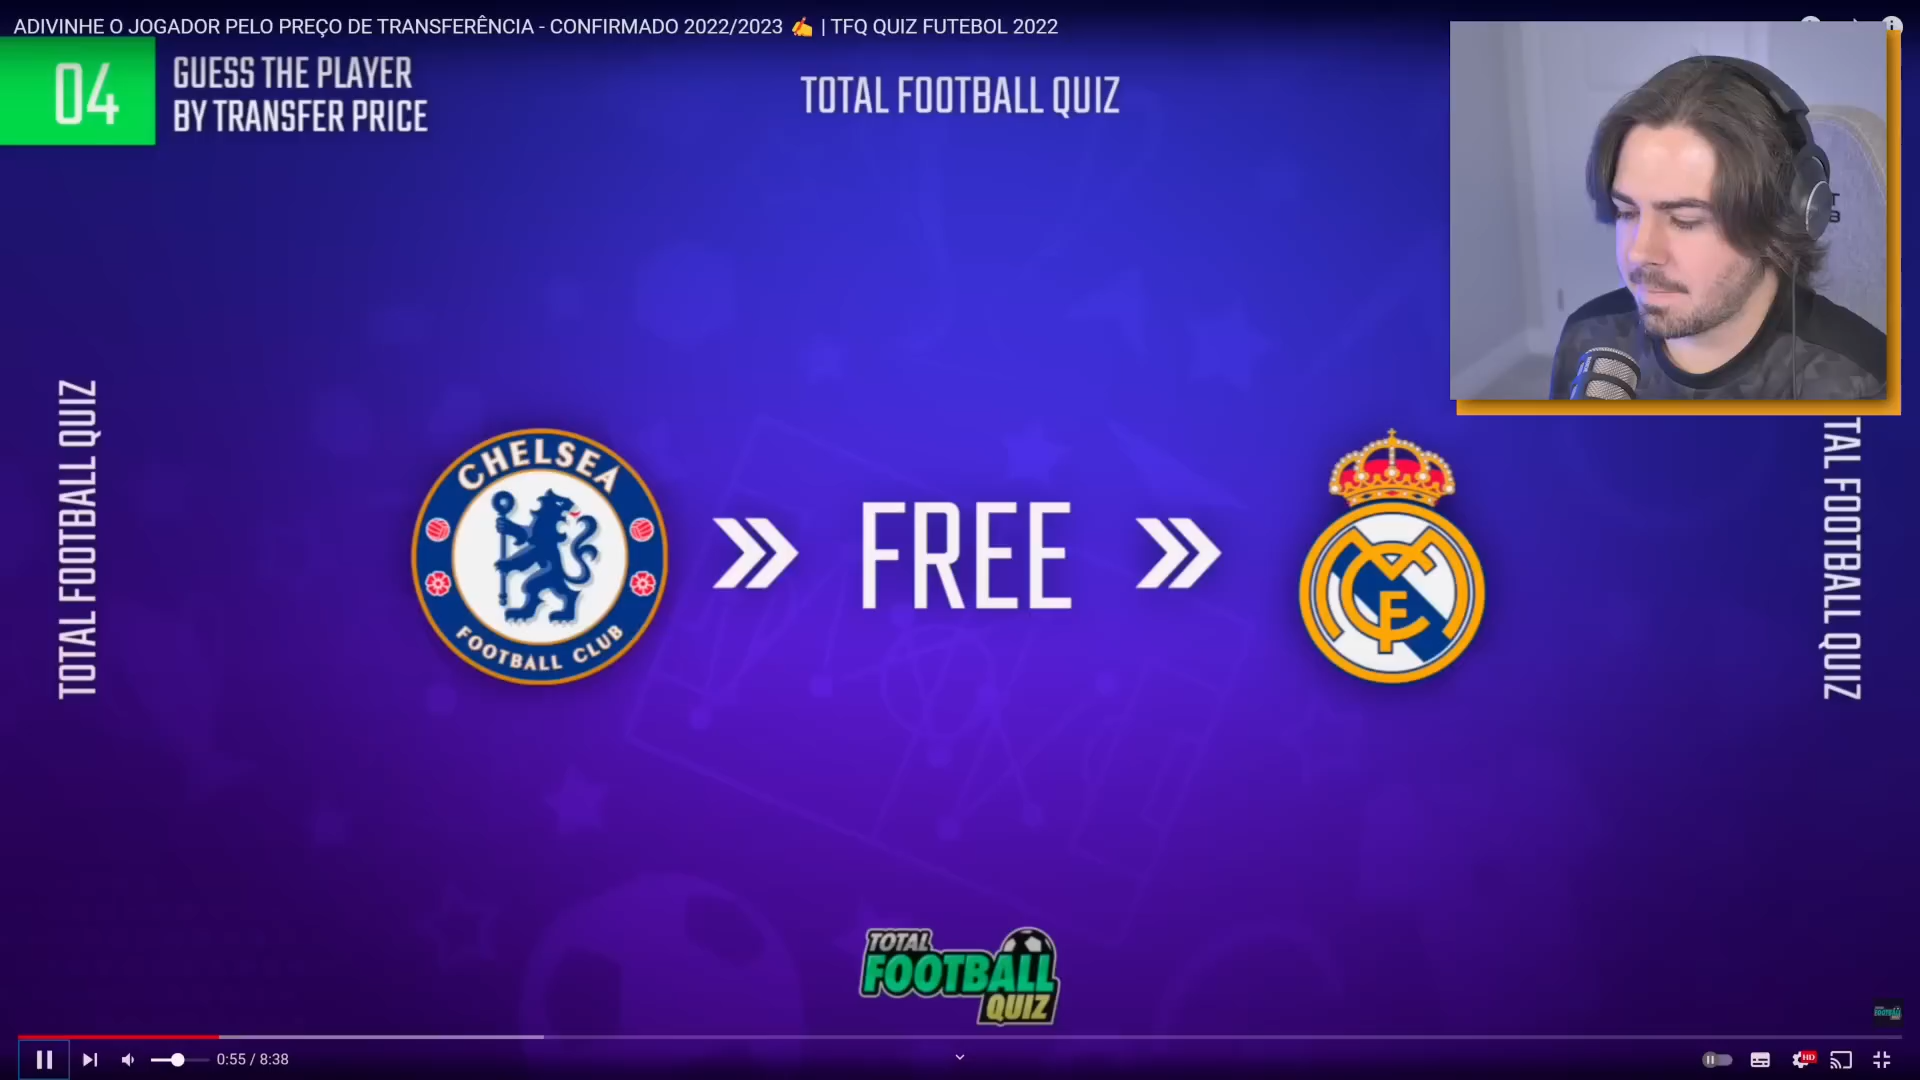 ADIVINHE O JOGADOR PELO PREÇO DE TRANSFERÊNCIA - CONFIRMADO 2022/2023 ✍️ | TFQ QUIZ FUTEBOL 2022
04
GUESS THE PLAYER
BY TRANSFER PRICE
TOTAL FOOTBALL QUIZ
TOTAL FOOTBALL QUIZ
CHELSEA
FOOTBALL CLUB
FREE
TAL FOOTBALL QUIZ
TOTAL
FOOTBALL
QUIZ
0:55 / 8:38
HD